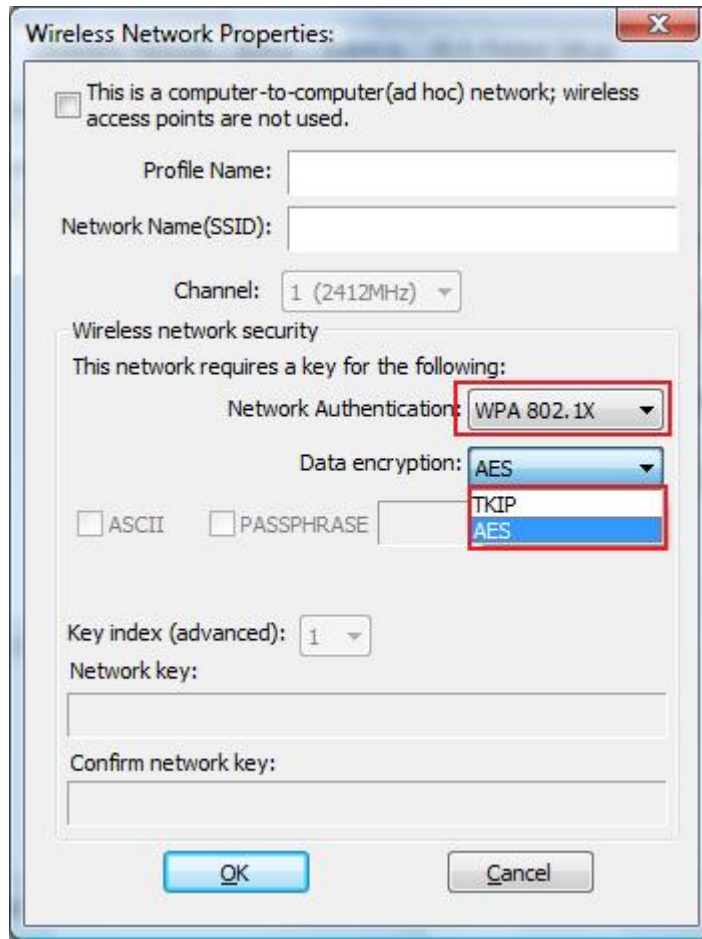 Wireless Network Properties:
This is a computer-to-computer(ad hoc) network; wireless
access points are not used.
Profile Name:
Network Name(SSID):
Channel: 1 (2412MHz)
Wireless network security
This network requires a key for the following:
Network Authentication: WPA 802.1X
Data encryption: AES
TKIP
ASCII PASSPHRASE AES
Key index (advanced): 1
Network key:
Confirm network key:
OK Cancel